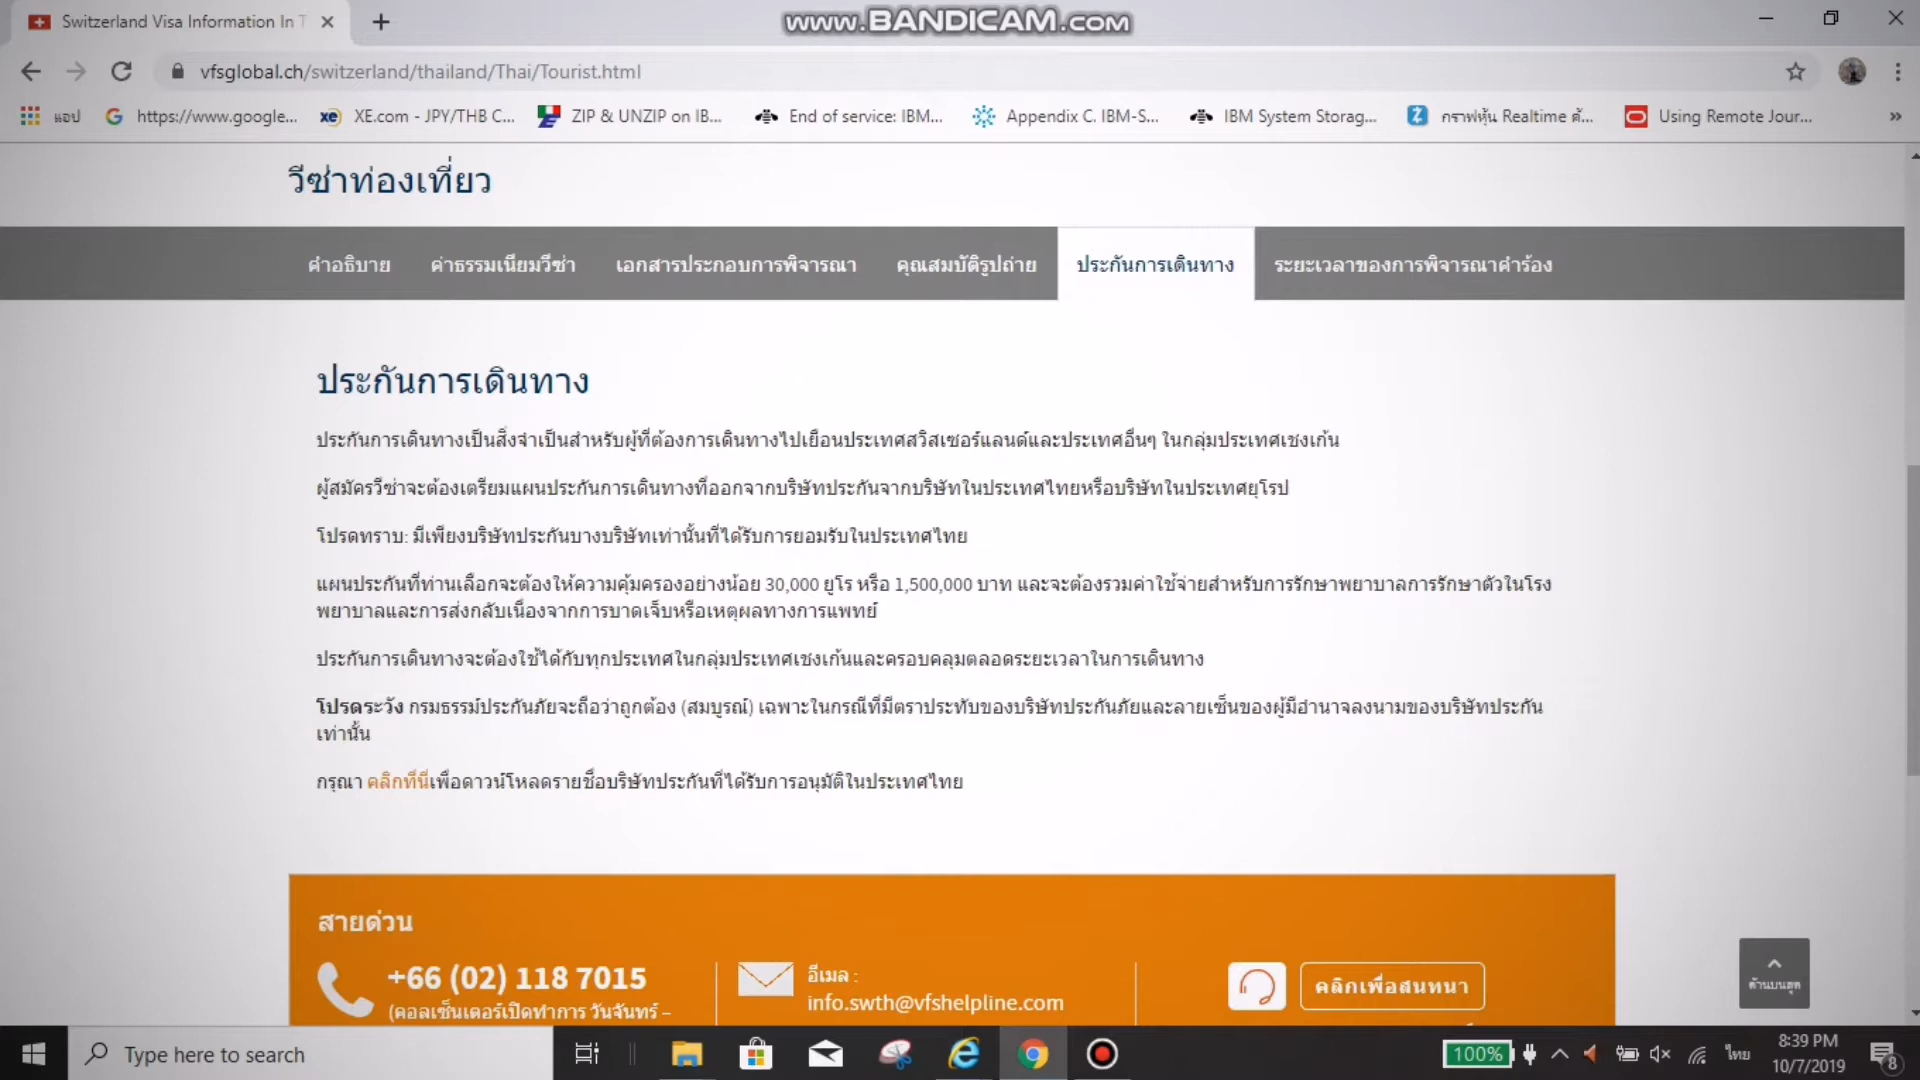 Switzerland Visa Information In T
www.BANDICAM.com
vfsglobal.ch/switzerland/thailand/Thai/Tourist.html
แอป
https://www.google...
XE.com - JPY/THB C...
ZIP & UNZIP on IB...
End of service: IBM...
Appendix C. IBM-S...
IBM System Storag...
กราฟหุ้น Realtime ตั้...
Using Remote Jour...
วีซ่าท่องเที่ยว
คำอธิบาย
ค่าธรรมเนียมวีซ่า
เอกสารประกอบการพิจารณา
คุณสมบัติรูปถ่าย
ประกันการเดินทาง
ระยะเวลาของการพิจารณาคำร้อง
ประกันการเดินทาง
ประกันการเดินทางเป็นสิ่งจำเป็นสำหรับผู้ที่ต้องการเดินทางไปเยือนประเทศสวิสเซอร์แลนด์และประเทศอื่นๆ ในกลุ่มประเทศเชงเก้น
ผู้สมัครวีซ่าจะต้องเตรียมแผนประกันการเดินทางที่ออกจากบริษัทประกันจากบริษัทในประเทศไทยหรือบริษัทในประเทศยุโรป
โปรดทราบ: มีเพียงบริษัทประกันบางบริษัทเท่านั้นที่ได้รับการยอมรับในประเทศไทย
แผนประกันที่ท่านเลือกจะต้องให้ความคุ้มครองอย่างน้อย 30,000 ยูโร หรือ 1,500,000 บาท และจะต้องรวมค่าใช้จ่ายสำหรับการรักษาพยาบาลการรักษาตัวในโรง
พยาบาลและการส่งกลับเนื่องจากการบาดเจ็บหรือเหตุผลทางการแพทย์
ประกันการเดินทางจะต้องใช้ได้กับทุกประเทศในกลุ่มประเทศเชงเก้นและครอบคลุมตลอดระยะเวลาในการเดินทาง
โปรดระวัง กรมธรรม์ประกันภัยจะถือว่าถูกต้อง (สมบูรณ์) เฉพาะในกรณีที่มีตราประทับของบริษัทประกันภัยและลายเซ็นของผู้มีอำนาจลงนามของบริษัทประกัน
เท่านั้น
กรุณา คลิกที่นี่เพื่อดาวน์โหลดรายชื่อบริษัทประกันที่ได้รับการอนุมัติในประเทศไทย
สายด่วน
+66 (02) 118 7015
(คอลเซ็นเตอร์เปิดทำการ วันจันทร์ –
อีเมล :
info.swth@vfshelpline.com
คลิกเพื่อสนทนา
ด้านบนสุด
Type here to search
100%
ไทย
8:39 PM
10/7/2019
8